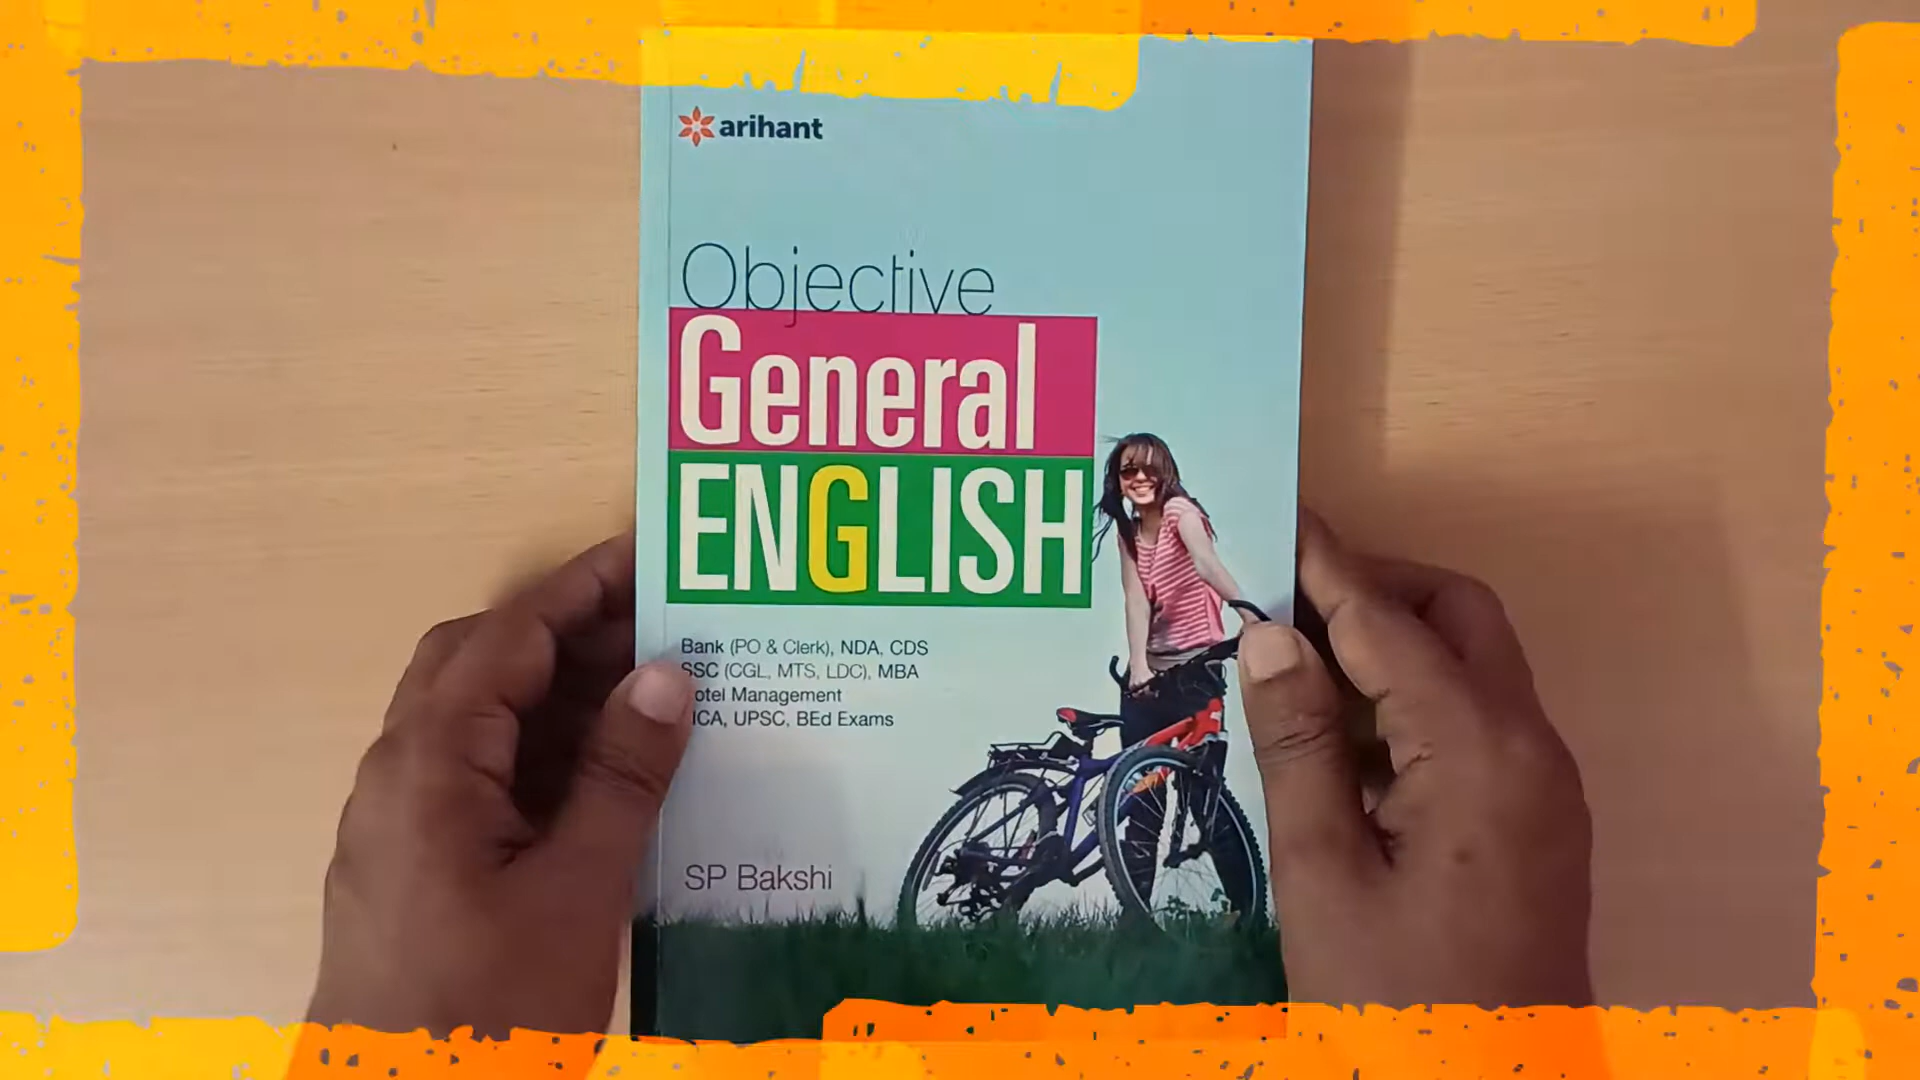 arihant
Objective
General
ENGLISH
Bank (PO & Clerk), NDA, CDS
SSC (CGL, MTS, LDC), MBA
otel Management
CA, UPSC, BEd Exams
SP Bakshi